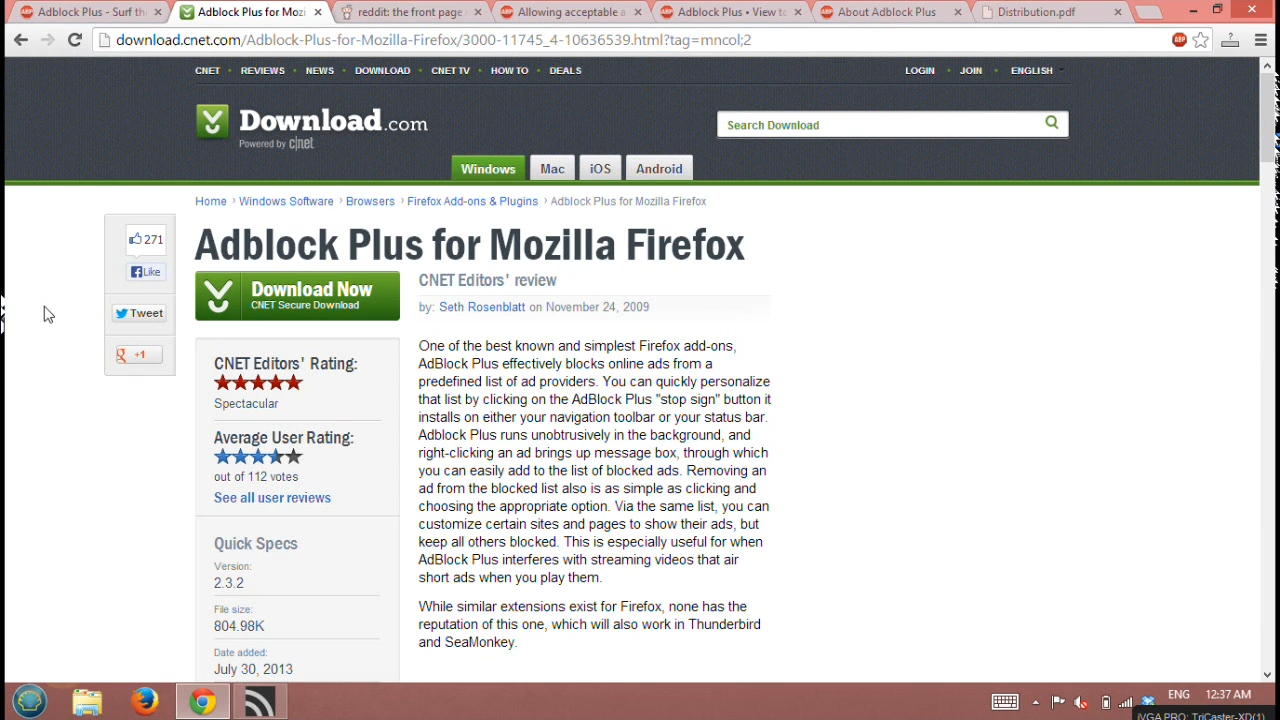 Adblock Plus - Surf the
Adblock Plus for Mozi
reddit: the front page
Allowing acceptable a
Adblock Plus • View to
About Adblock Plus
Distribution.pdf
download.cnet.com/Adblock-Plus-for-Mozilla-Firefox/3000-11745_4-10636539.html?tag=mncol;2
ABP
CNET • REVIEWS • NEWS • DOWNLOAD • CNET TV • HOW TO • DEALS
LOGIN • JOIN • ENGLISH
Download.com
Powered by c|net
Search Download
Windows
Mac
iOS
Android
Home › Windows Software › Browsers › Firefox Add-ons & Plugins › Adblock Plus for Mozilla Firefox
271
Like
Tweet
+1
Adblock Plus for Mozilla Firefox
Download Now
CNET Secure Download
CNET Editors' Rating:
Spectacular
Average User Rating:
out of 112 votes
See all user reviews
Quick Specs
Version:
2.3.2
File size:
804.98K
Date added:
July 30, 2013
CNET Editors' review
by: Seth Rosenblatt on November 24, 2009
One of the best known and simplest Firefox add-ons,
AdBlock Plus effectively blocks online ads from a
predefined list of ad providers. You can quickly personalize
that list by clicking on the AdBlock Plus "stop sign" button it
installs on either your navigation toolbar or your status bar.
Adblock Plus runs unobtrusively in the background, and
right-clicking an ad brings up message box, through which
you can easily add to the list of blocked ads. Removing an
ad from the blocked list also is as simple as clicking and
choosing the appropriate option. Via the same list, you can
customize certain sites and pages to show their ads, but
keep all others blocked. This is especially useful for when
AdBlock Plus interferes with streaming videos that air
short ads when you play them.
While similar extensions exist for Firefox, none has the
reputation of this one, which will also work in Thunderbird
and SeaMonkey.
ENG
12:37 AM
iVGA PRO: TriCaster-XD(1)